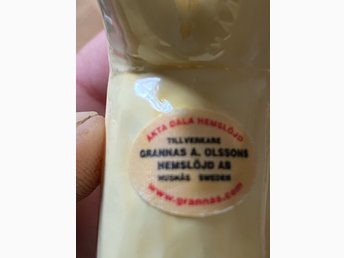 ÄKTA DALA HEMSLÖJD
TILLVERKARE
GRANNAS A. OLSSONS
HEMSLÖJD AB
NUSNÄS SWEDEN
www.grannas.com